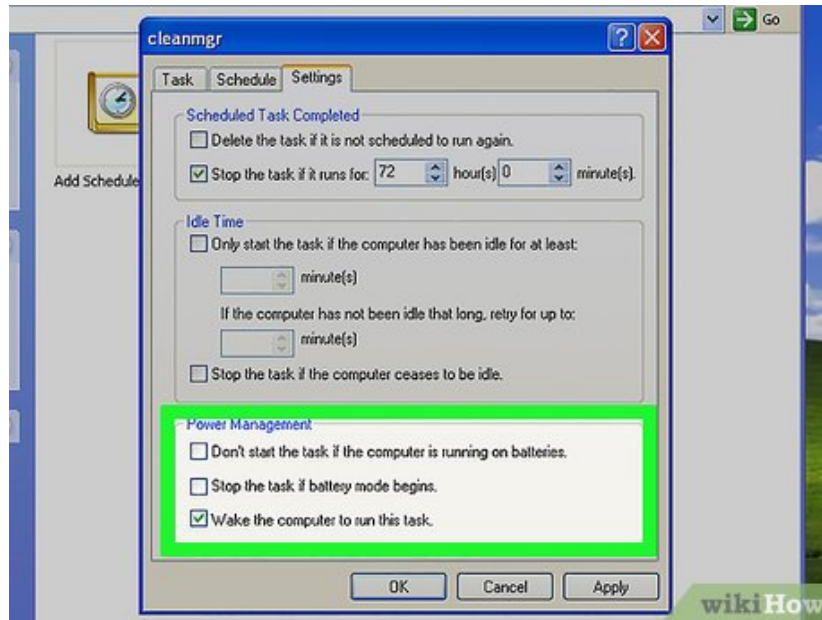 Go
cleanmgr
Task Schedule Settings
Scheduled Task Completed
Delete the task if it is not scheduled to run again.
Stop the task if it runs for: 72 hour(s) 0 minute(s).
Add Schedule
Idle Time
Only start the task if the computer has been idle for at least:
minute(s)
If the computer has not been idle that long, retry for up to:
minute(s)
Stop the task if the computer ceases to be idle.
Power Management
Don't start the task if the computer is running on batteries.
Stop the task if battery mode begins.
Wake the computer to run this task.
OK Cancel Apply
wikiHow